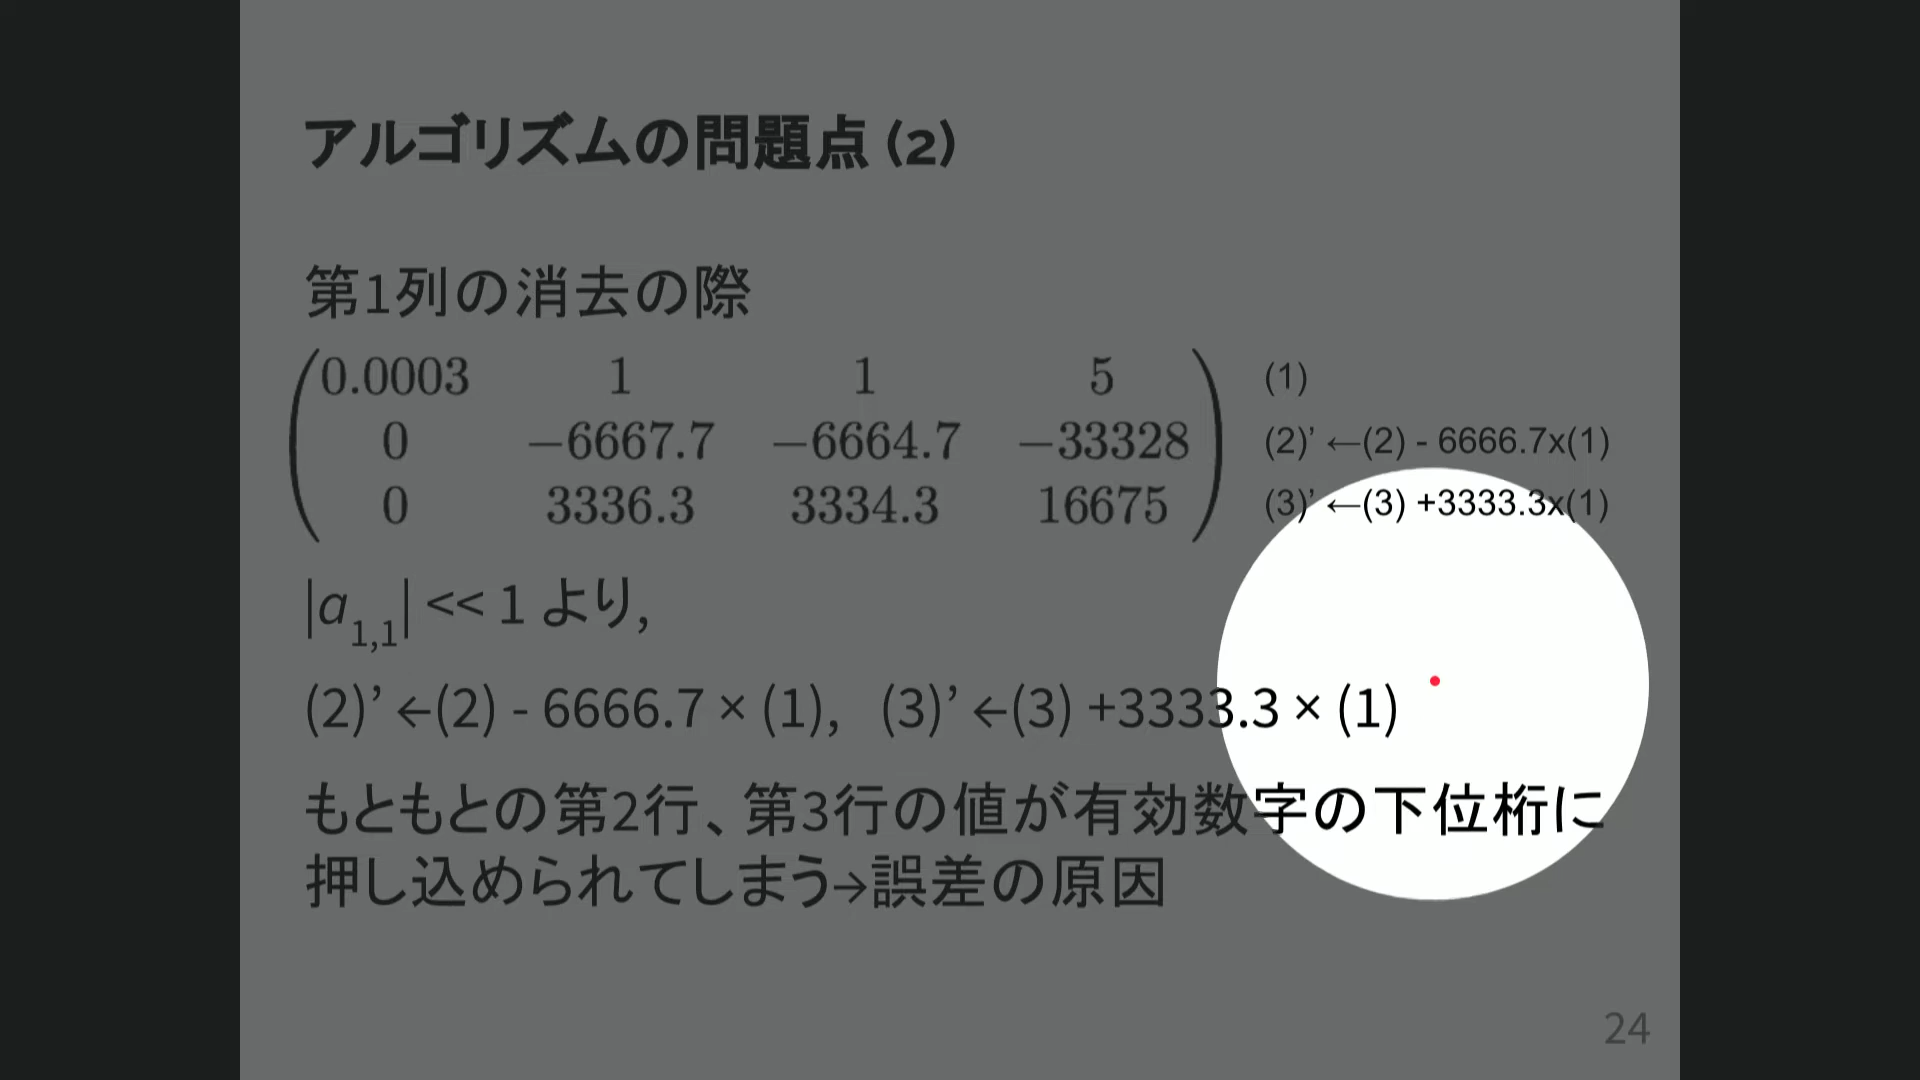 アルゴリズムの問題点 (2)
第1列の消去の際
0.0003 1 1 5 (1)
0 −6667.7 −6664.7 −33328 (2)’ ←(2) - 6666.7x(1)
0 3336.3 3334.3 16675 (3)’ ←(3) +3333.3x(1)
|a1,1| << 1 より,
(2)’ ←(2) - 6666.7 × (1), (3)’ ←(3) +3333.3 × (1)
もともとの第2行、第3行の値が有効数字の下位桁に
押し込められてしまう→誤差の原因
24